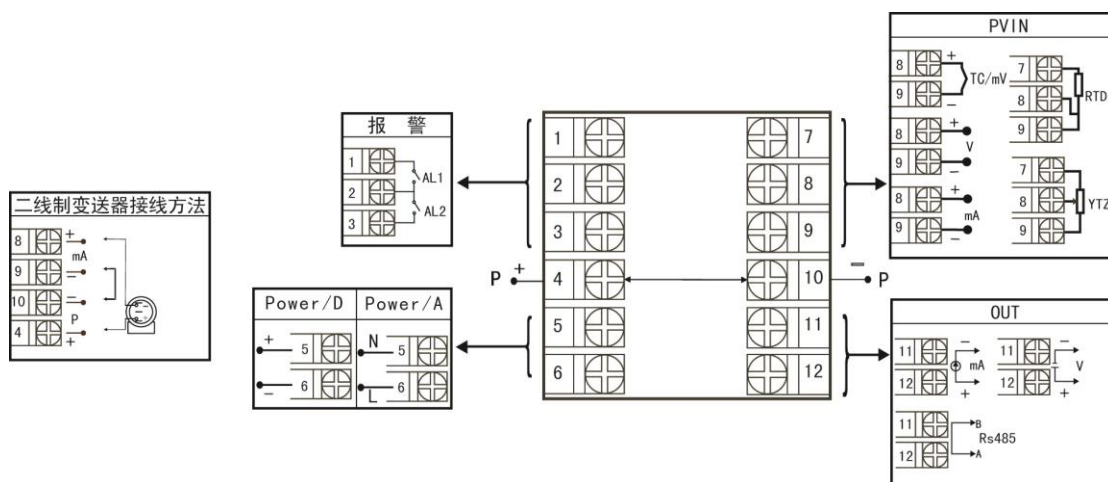 二线制变送器接线方法
8 + mA
9 −
10 − P
4 +
报 警
1 AL1
2
3 AL2
Power/D Power/A
+ 5 N 5
− 6 L 6
1 7
2 8
3 9
P + 4 10 − P
5 11
6 12
PVIN
8 + TC/mV
9 −
8 + V
9 −
8 + mA
9 −
7
8 RTD
9
7
8 YTZ
9
OUT
11 − mA
12 +
11 − V
12 +
11 B
Rs485
12 A